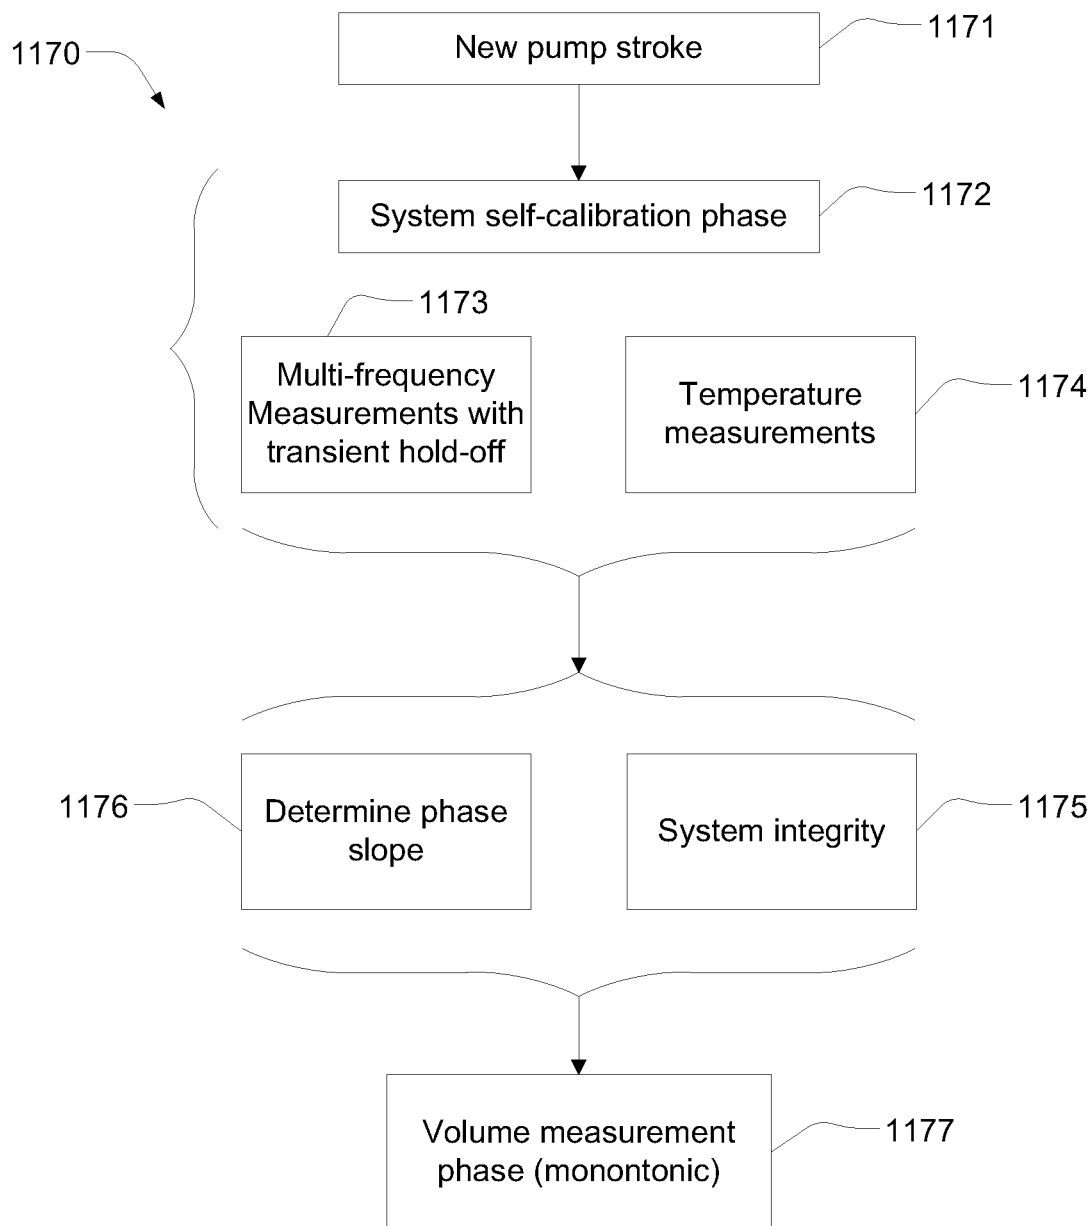 1170
New pump stroke
1171
System self-calibration phase
1172
1173
Multi-frequency
Measurements with
transient hold-off
Temperature
measurements
1174
1176
Determine phase
slope
System integrity
1175
Volume measurement
phase (monontonic)
1177